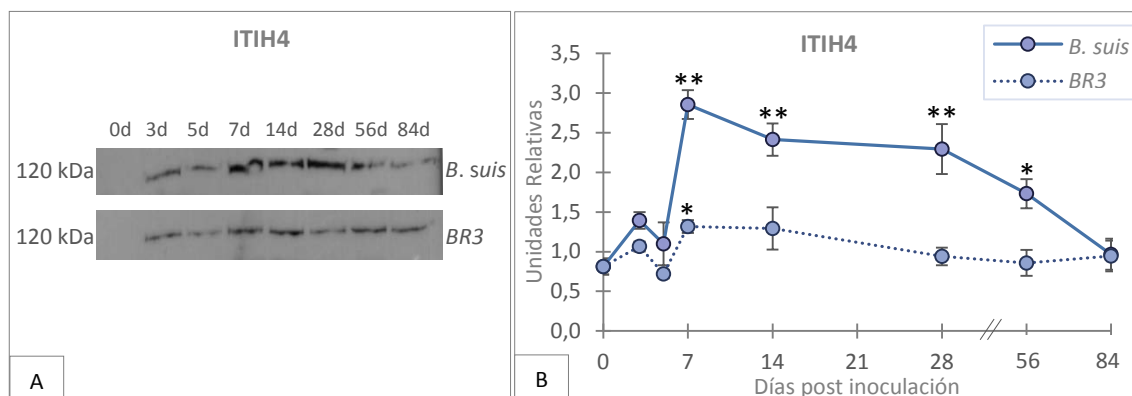 ITIH4
0d 3d 5d 7d 14d 28d 56d 84d
120 kDa B. suis
120 kDa BR3
A
ITIH4
B. suis
BR3
Unidades Relativas
3,5
3,0
2,5
2,0
1,5
1,0
0,5
0,0
** ** ** * *
0 7 14 21 28 // 56 84
Días post inoculación
B